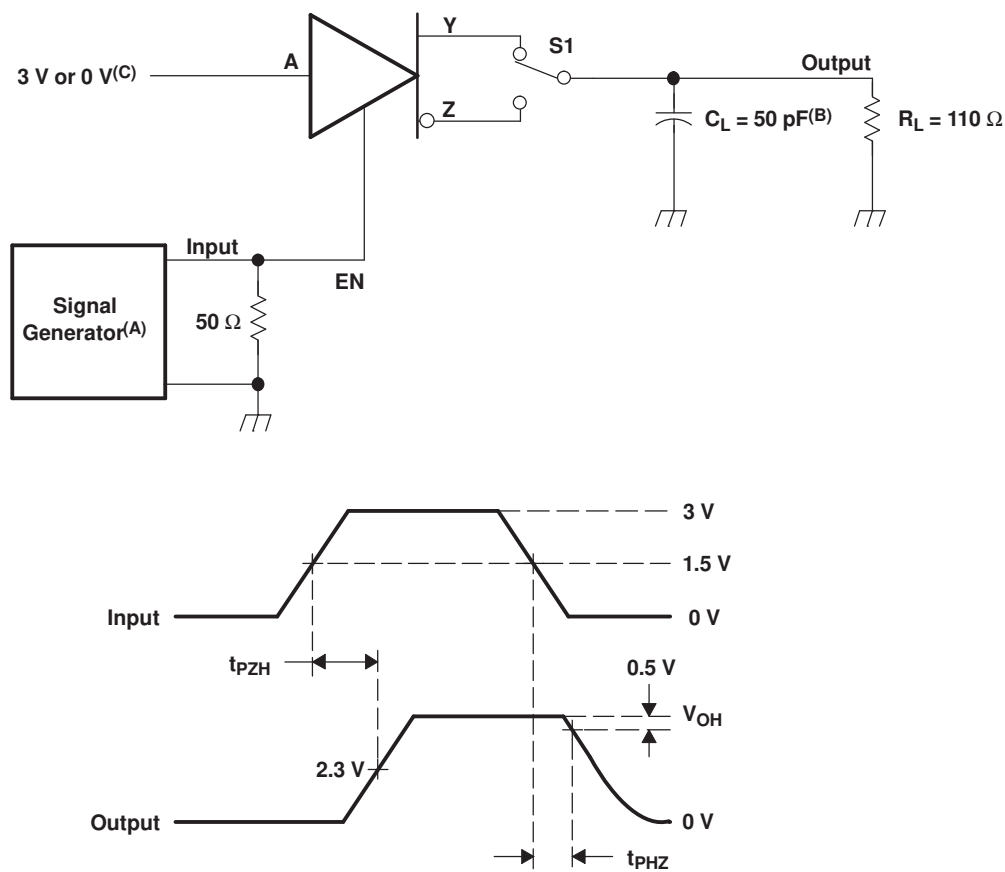 Y
S1
A
3 V or 0 V(C)
Output
Z
CL = 50 pF(B)
RL = 110 Ω
Input
EN
Signal
Generator(A)
50 Ω
3 V
1.5 V
Input
0 V
tPZH
0.5 V
VOH
2.3 V
Output
0 V
tPHZ